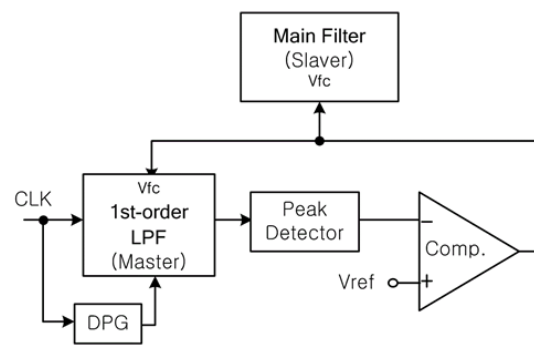 Main Filter
(Slaver)
Vfc
CLK
Vfc
1st-order
LPF
(Master)
Peak
Detector
−
Comp.
Vref
+
DPG